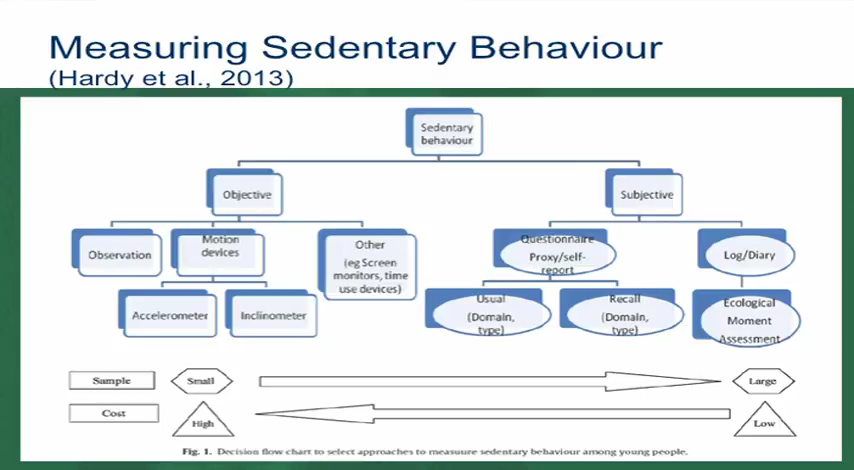 Measuring Sedentary Behaviour
(Hardy et al., 2013)
Sedentary
behaviour
Objective
Subjective
Observation
Motion
devices
Other
(eg Screen
monitors, time
use devices)
Questionnaire
Proxy/self-
report
Log/Diary
Accelerometer
Inclinometer
Usual
(Domain,
type)
Recall
(Domain,
type)
Ecological
Moment
Assessment
Sample
Small
Large
Cost
High
Low
Fig. 1. Decision flow chart to select approaches to measuure sedentary behaviour among young people.